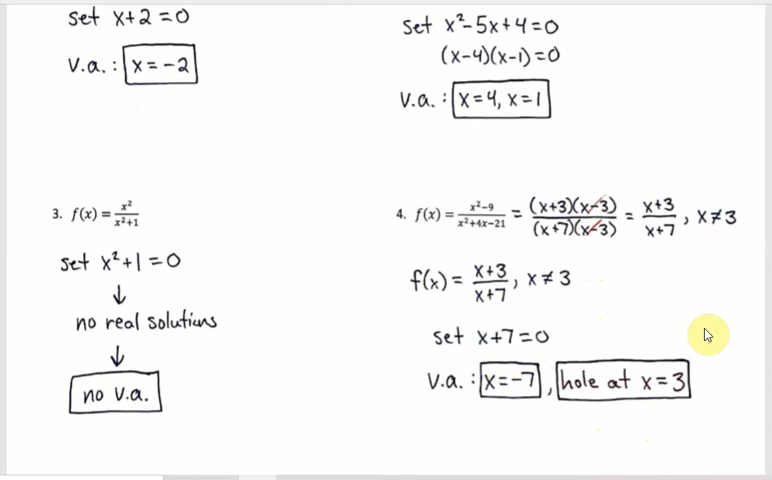 set x+2=0
v.a.: x=-2
set x²-5x+4=0
(x-4)(x-1)=0
v.a.: x=4, x=1
3. f(x)=x²/(x²+1)
set x²+1=0
↓
no real solutions
↓
no v.a.
4. f(x)=(x²-9)/(x²+4x-21) = (x+3)(x-3)/(x+7)(x-3) = (x+3)/(x+7), x≠3
f(x)=(x+3)/(x+7), x≠3
set x+7=0
v.a.: x=-7, hole at x=3